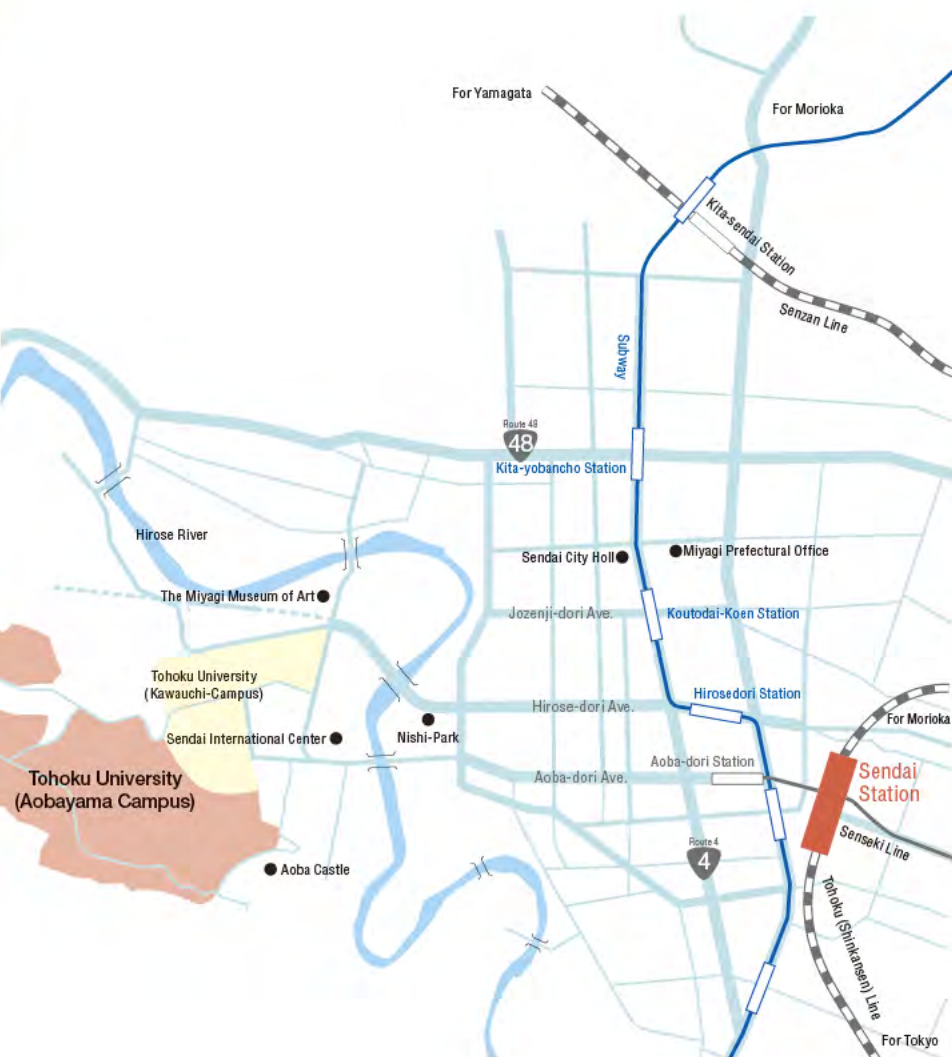 For Yamagata
For Morioka
Kita-sendai Station
Senzan Line
Subway
Route 48
48
Kita-yobancho Station
Hirose River
Sendai City Holl
Miyagi Prefectural Office
The Miyagi Museum of Art
Jozenji-dori Ave.
Koutodai-Koen Station
Tohoku University
(Kawauchi-Campus)
Hirosedori Station
Hirose-dori Ave.
For Morioka
Sendai International Center
Nishi-Park
Aoba-dori Station
Tohoku University
(Aobayama Campus)
Aoba-dori Ave.
Sendai
Station
Senseki Line
Route 4
4
Aoba Castle
Tohoku (Shinkansen) Line
For Tokyo